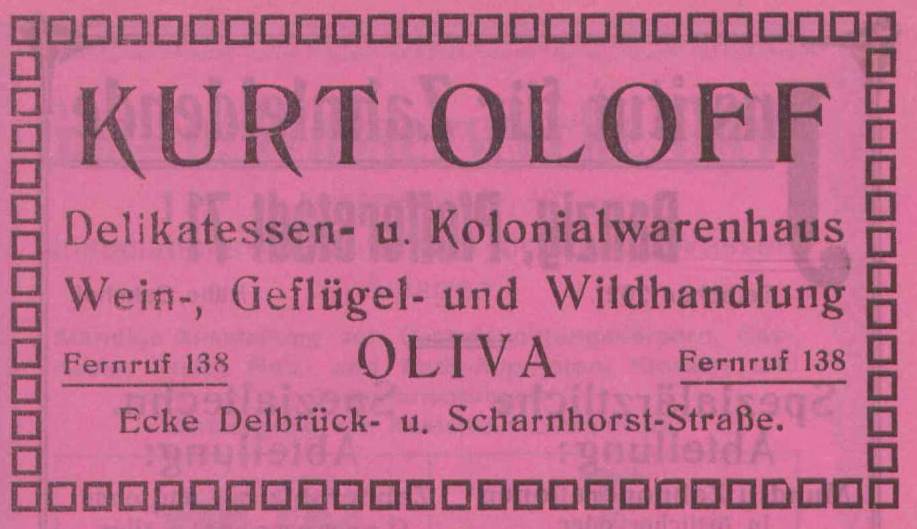 KURT OLOFF
Delikatessen- u. Kolonialwarenhaus
Wein-, Geflügel- und Wildhandlung
Fernruf 138 OLIVA Fernruf 138
Ecke Delbrück- u. Scharnhorst-Straße.